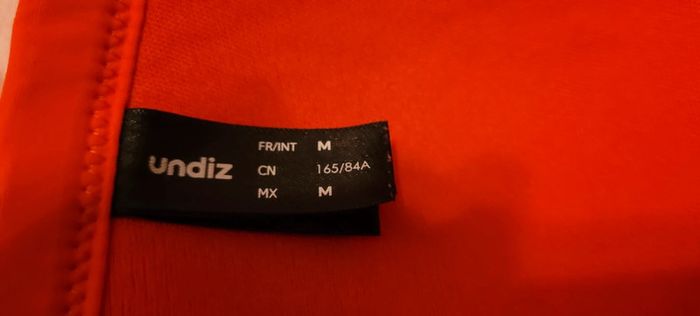 undiz
FR/INT M
CN 165/84A
MX M